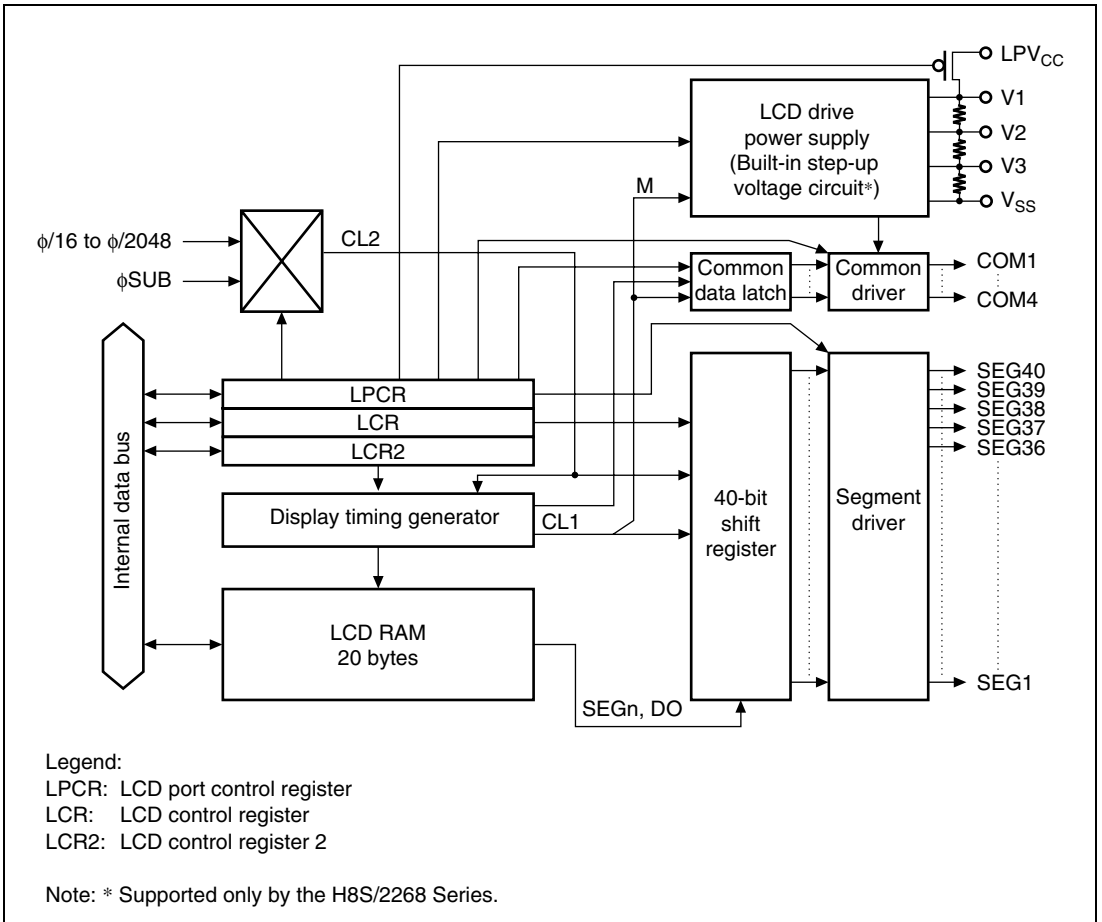 LPVCC
V1
V2
V3
VSS
LCD drive
power supply
(Built-in step-up
voltage circuit*)
M
ϕ/16 to ϕ/2048
ϕSUB
CL2
Common
data latch
Common
driver
COM1
COM4
LPCR
LCR
LCR2
Internal data bus
Display timing generator
CL1
40-bit
shift
register
Segment
driver
SEG40
SEG39
SEG38
SEG37
SEG36
SEG1
LCD RAM
20 bytes
SEGn, DO
Legend:
LPCR: LCD port control register
LCR: LCD control register
LCR2: LCD control register 2
Note: * Supported only by the H8S/2268 Series.